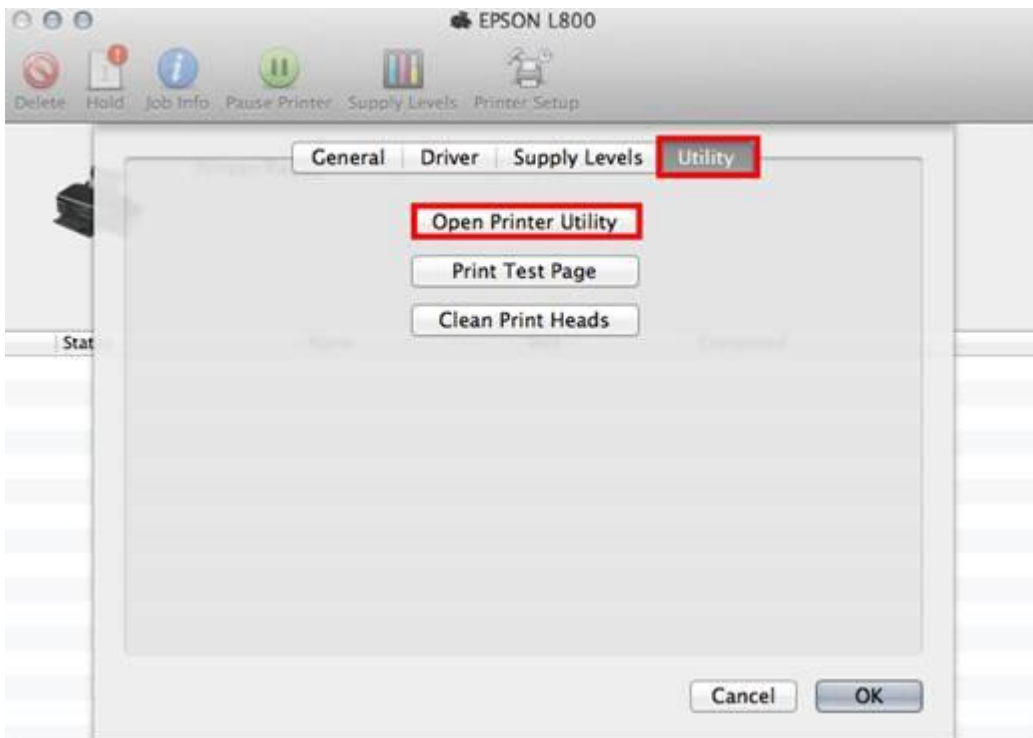 EPSON L800
Delete Hold Job Info Pause Printer Supply Levels Printer Setup
General Driver Supply Levels Utility
Open Printer Utility
Print Test Page
Clean Print Heads
Stat
Name
Cancel OK